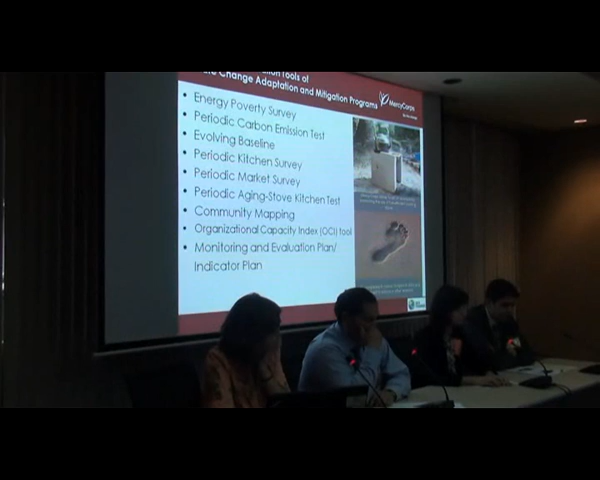 Tools of
Change Adaptation and Mitigation Programs
MercyCorps
• Energy Poverty Survey
• Periodic Carbon Emission Test
• Evolving Baseline
• Periodic Kitchen Survey
• Periodic Market Survey
• Periodic Aging-Stove Kitchen Test
• Community Mapping
• Organizational Capacity Index (OCI) tool
• Monitoring and Evaluation Plan/
Indicator Plan